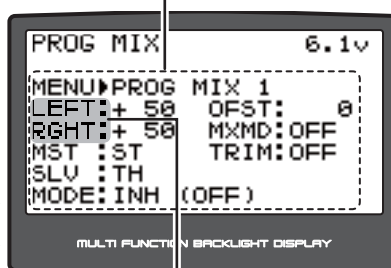 PROG MIX 6.1v
MENU▶PROG MIX 1
LEFT:+ 50 OFST: 0
RGHT:+ 50 MXMD:OFF
MST :ST TRIM:OFF
SLV :TH
MODE:INH (OFF)
MULTI FUNCTION BACKLIGHT DISPLAY